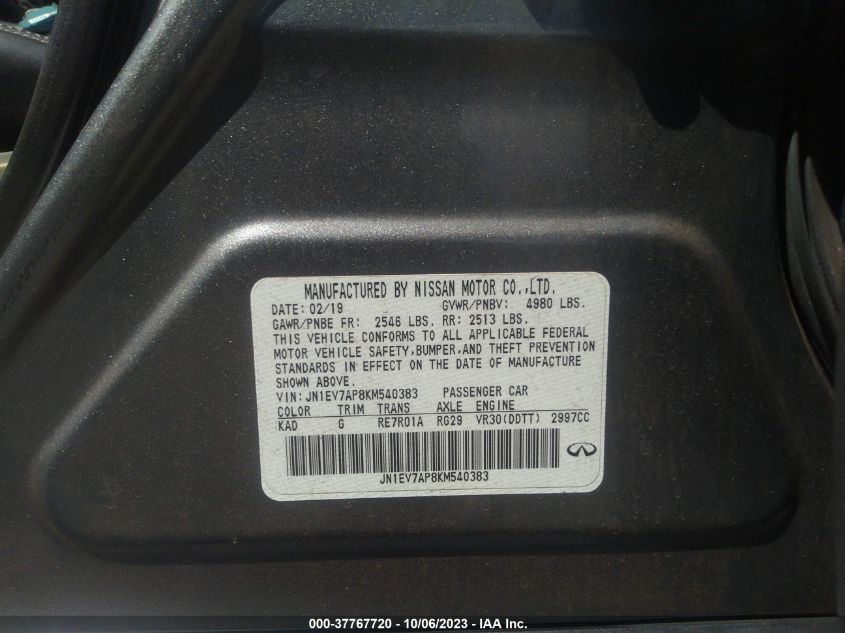 MANUFACTURED BY NISSAN MOTOR CO.,LTD.
DATE: 02/19 GVWR/PNBV: 4980 LBS.
GAWR/PNBE FR: 2546 LBS. RR: 2513 LBS.
THIS VEHICLE CONFORMS TO ALL APPLICABLE FEDERAL
MOTOR VEHICLE SAFETY,BUMPER,AND THEFT PREVENTION
STANDARDS IN EFFECT ON THE DATE OF MANUFACTURE
SHOWN ABOVE.
VIN: JN1EV7AP8KM540383 PASSENGER CAR
COLOR TRIM TRANS AXLE ENGINE
KAD G RE7R01A RG29 VR30(DDTT) 2997CC
JN1EV7AP8KM540383
000-37767720 - 10/06/2023 - IAA Inc.